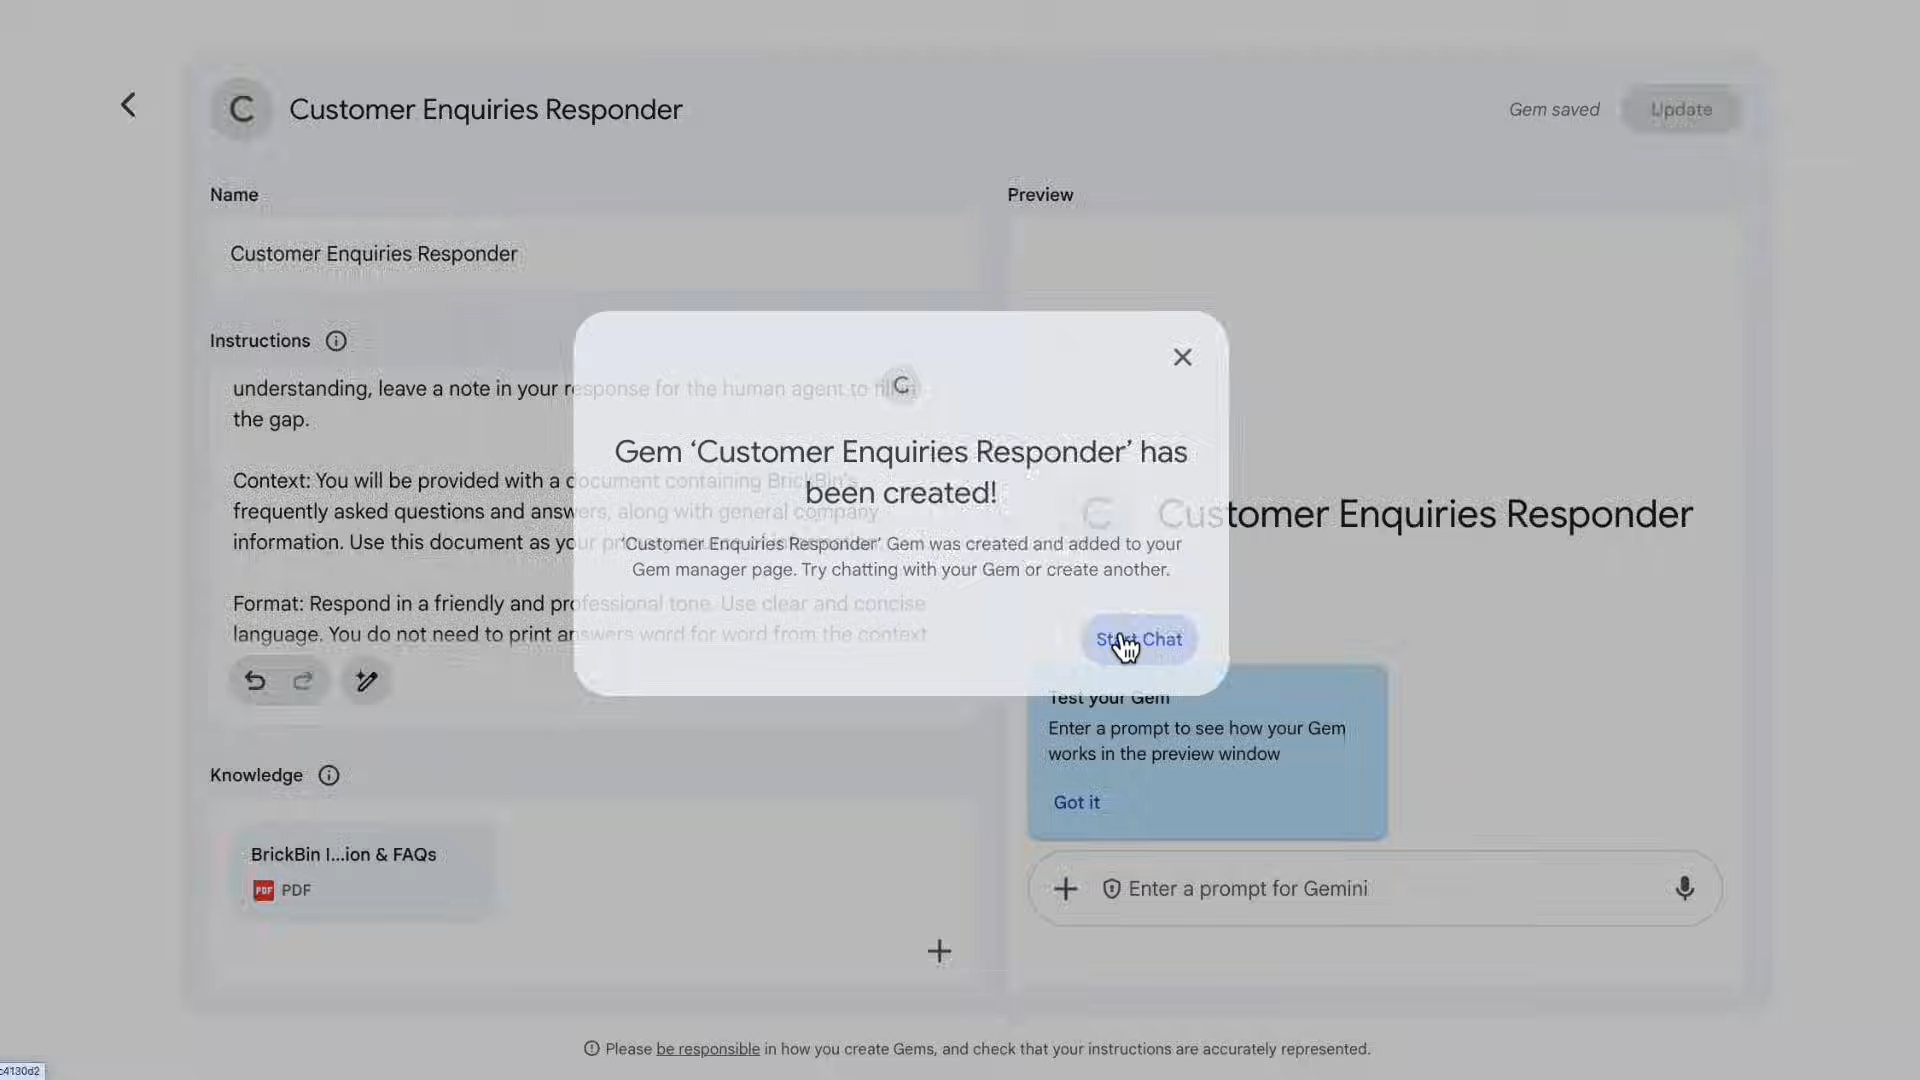 C Customer Enquiries Responder
Gem saved
Update
Name
Preview
Customer Enquiries Responder
Instructions
understanding, leave a note in your response for the human agent to fill
the gap.
Context: You will be provided with a document containing BrickBin's
frequently asked questions and answers, along with general company
information. Use this document as your primary source of information.
Format: Respond in a friendly and professional tone. Use clear and concise
language. You do not need to print answers word for word from the context
C
Gem ‘Customer Enquiries Responder’ has
been created!
‘Customer Enquiries Responder’ Gem was created and added to your
Gem manager page. Try chatting with your Gem or create another.
Start Chat
C Customer Enquiries Responder
Test your Gem
Enter a prompt to see how your Gem
works in the preview window
Got it
Knowledge
BrickBin I...ion & FAQs
PDF PDF
Enter a prompt for Gemini
Please be responsible in how you create Gems, and check that your instructions are accurately represented.
c4130d2